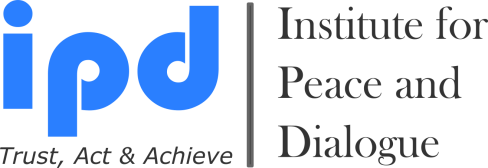 ipd
Trust, Act & Achieve
Institute for
Peace and
Dialogue